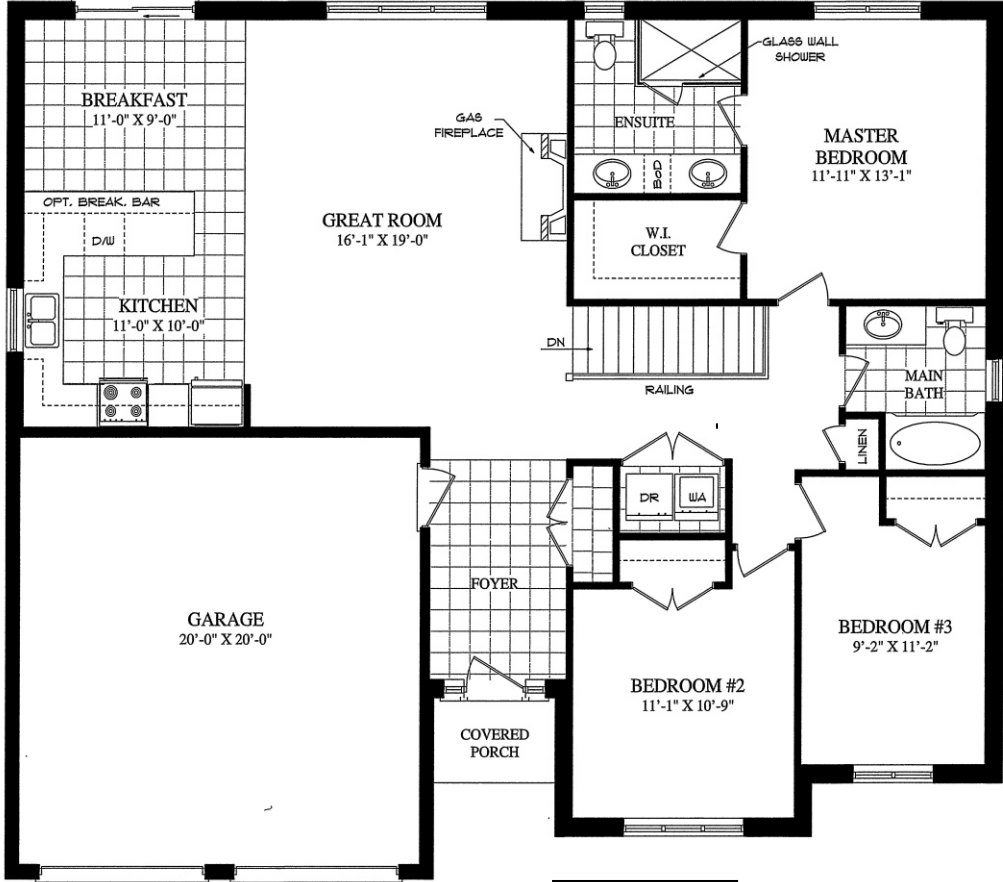 BREAKFAST
11'-0" X 9'-0"
GAS
FIREPLACE
GLASS WALL
SHOWER
ENSUITE
BoD
MASTER
BEDROOM
11'-11" X 13'-1"
OPT. BREAK. BAR
D/W
GREAT ROOM
16'-1" X 19'-0"
W.I.
CLOSET
KITCHEN
11'-0" X 10'-0"
DN
RAILING
MAIN
BATH
LINEN
DR
WA
FOYER
GARAGE
20'-0" X 20'-0"
BEDROOM #3
9'-2" X 11'-2"
BEDROOM #2
11'-1" X 10'-9"
COVERED
PORCH